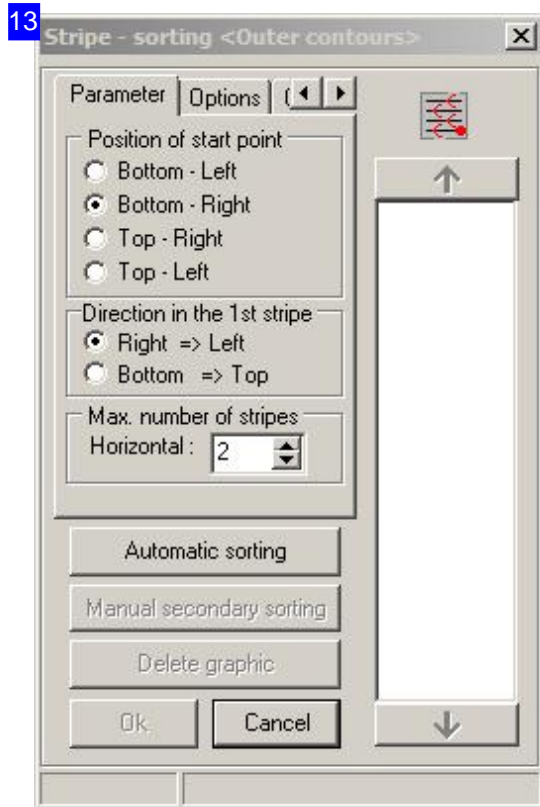 13
Stripe - sorting <Outer contours>
Parameter Options
Position of start point
Bottom - Left
Bottom - Right
Top - Right
Top - Left
Direction in the 1st stripe
Right => Left
Bottom => Top
Max. number of stripes
Horizontal : 2
Automatic sorting
Manual secondary sorting
Delete graphic
Ok Cancel